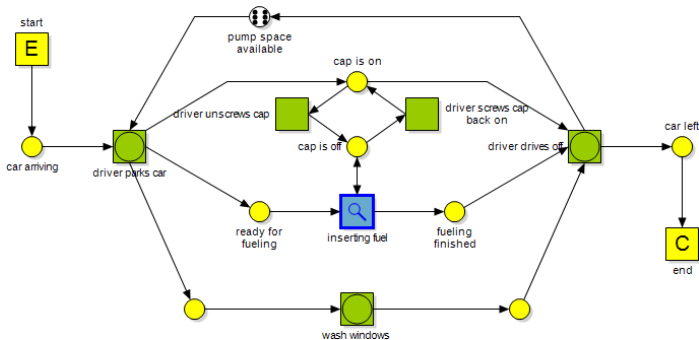 start
E
pump space
available
cap is on
driver unscrews cap
driver screws cap
back on
car arriving
driver parks car
cap is off
driver drives off
car left
ready for
fueling
inserting fuel
fueling
finished
C
end
wash windows